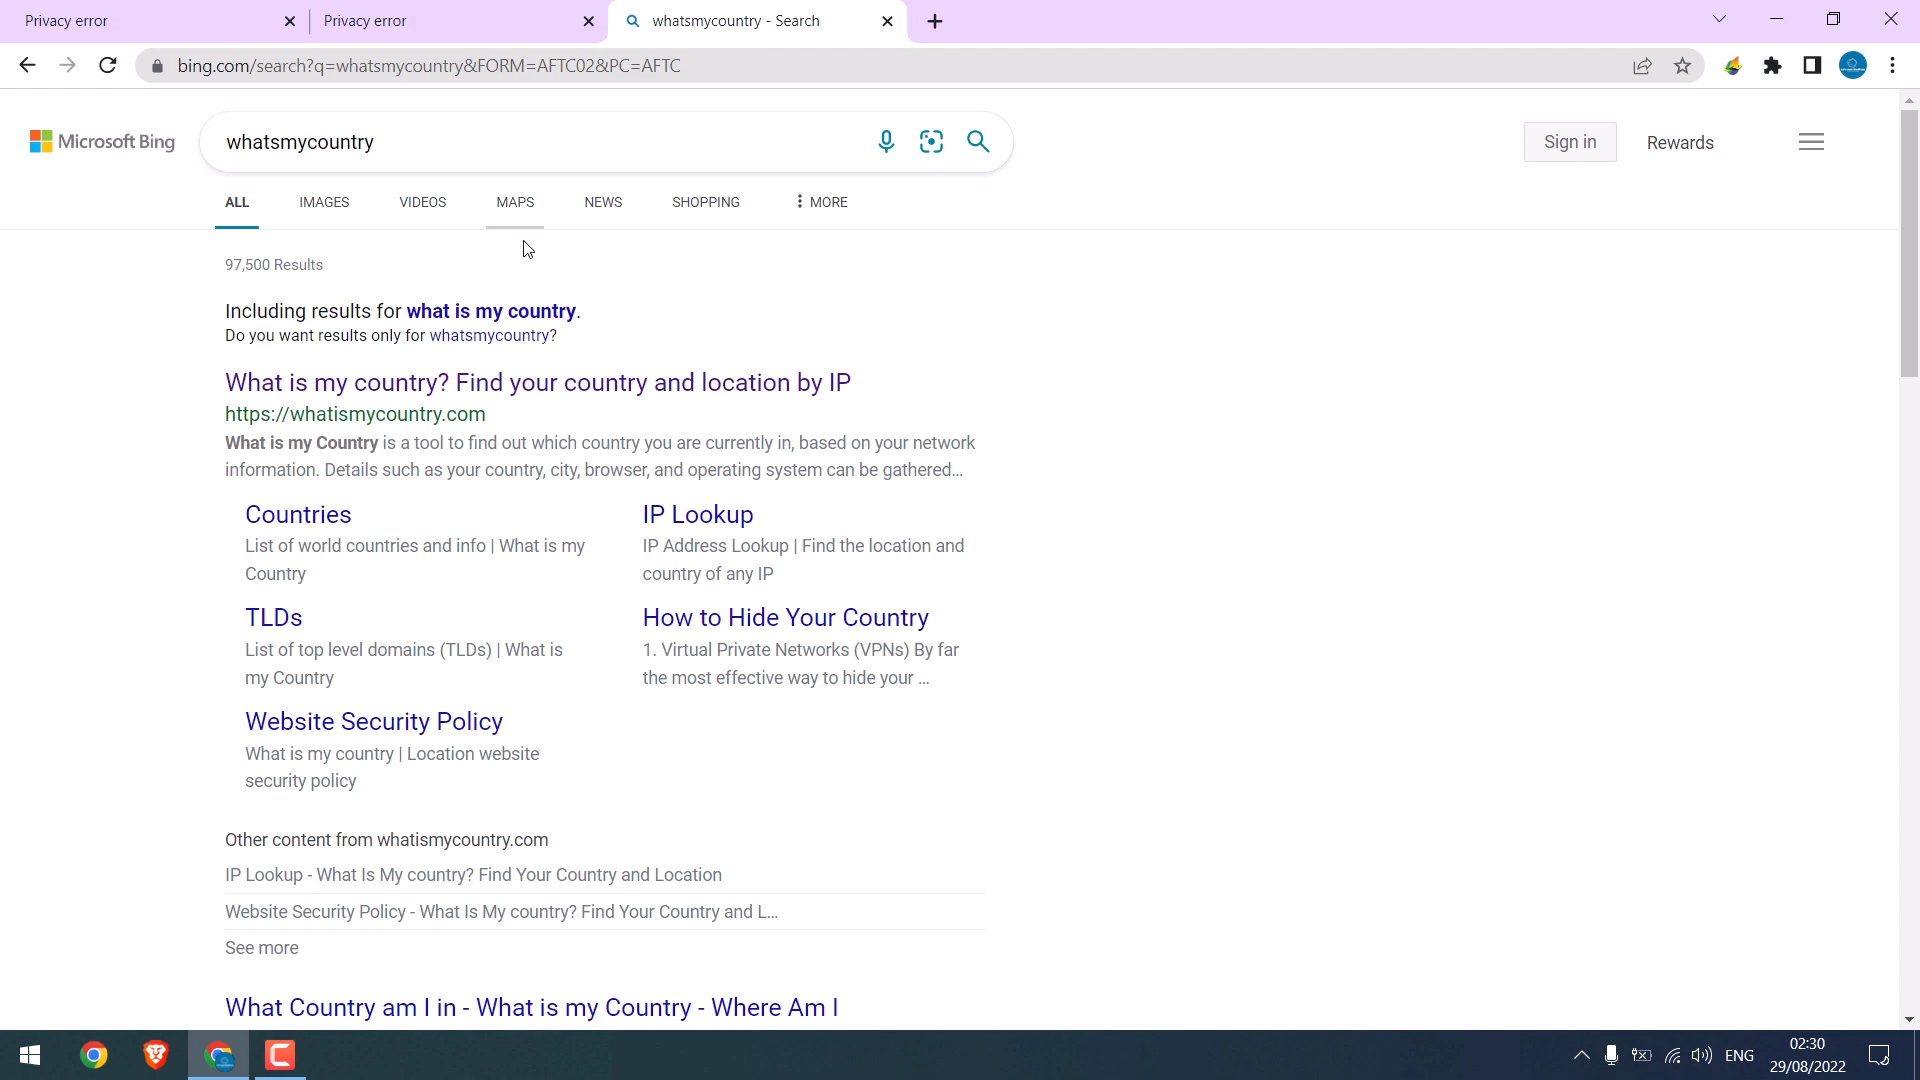 Privacy error
Privacy error
whatsmycountry - Search
bing.com/search?q=whatsmycountry&FORM=AFTC02&PC=AFTC
Microsoft Bing
whatsmycountry
Sign in
Rewards
ALL
IMAGES
VIDEOS
MAPS
NEWS
SHOPPING
MORE
97,500 Results
Including results for what is my country.
Do you want results only for whatsmycountry?
What is my country? Find your country and location by IP
https://whatismycountry.com
What is my Country is a tool to find out which country you are currently in, based on your network
information. Details such as your country, city, browser, and operating system can be gathered...
Countries
List of world countries and info | What is my
Country
IP Lookup
IP Address Lookup | Find the location and
country of any IP
TLDs
List of top level domains (TLDs) | What is
my Country
How to Hide Your Country
1. Virtual Private Networks (VPNs) By far
the most effective way to hide your ...
Website Security Policy
What is my country | Location website
security policy
Other content from whatismycountry.com
IP Lookup - What Is My country? Find Your Country and Location
Website Security Policy - What Is My country? Find Your Country and L...
See more
What Country am I in - What is my Country - Where Am I
ENG
02:30
29/08/2022